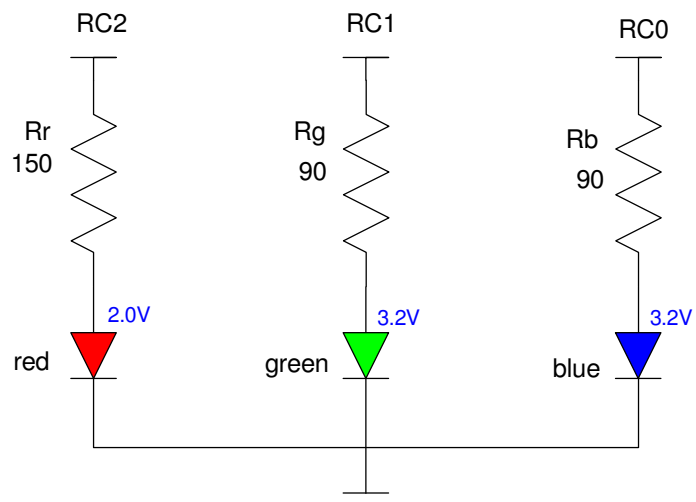 RC2
RC1
RC0
Rr
150
Rg
90
Rb
90
2.0V
3.2V
3.2V
red
green
blue